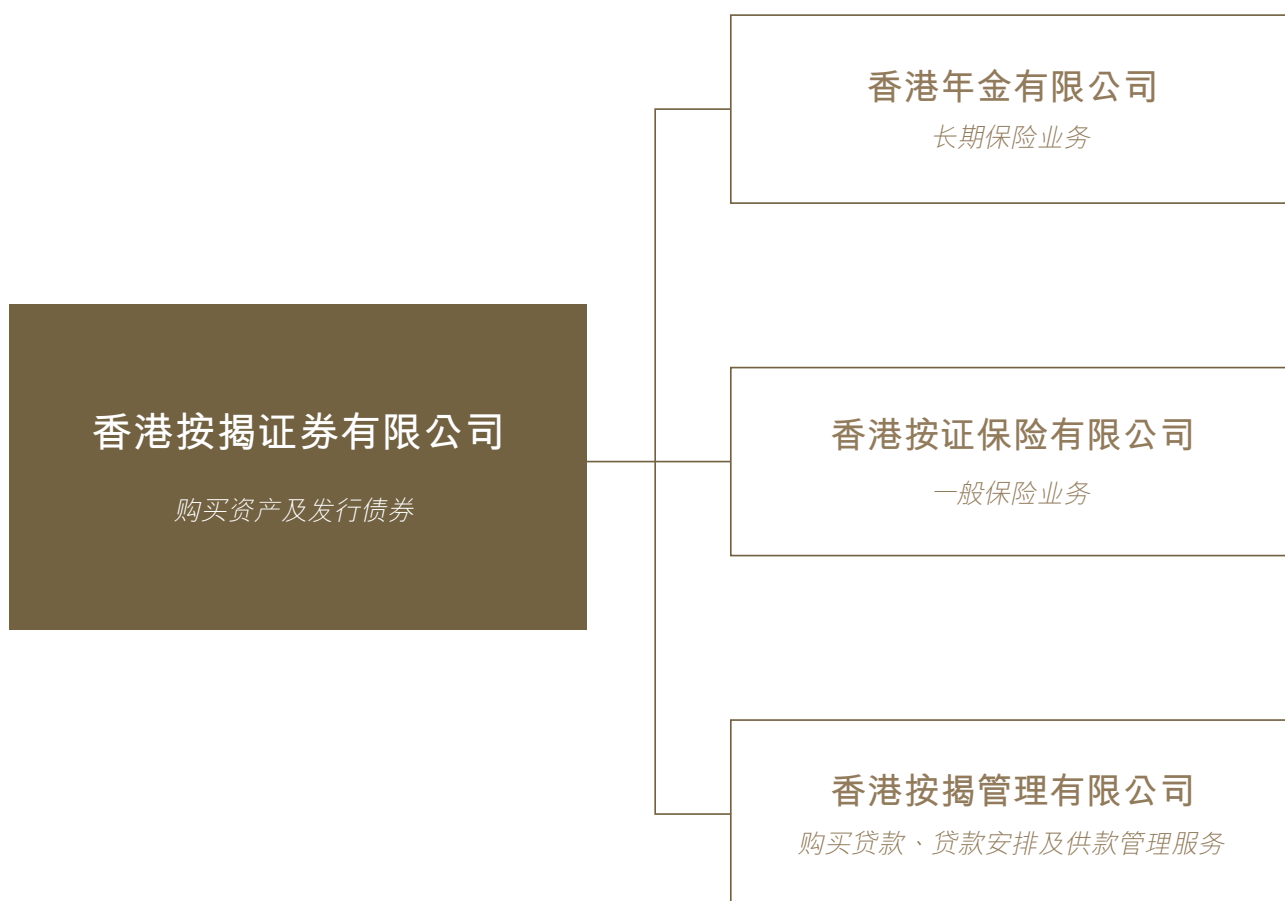 香港年金有限公司
长期保险业务
香港按揭证券有限公司
购买资产及发行债券
香港按证保险有限公司
一般保险业务
香港按揭管理有限公司
购买贷款、贷款安排及供款管理服务